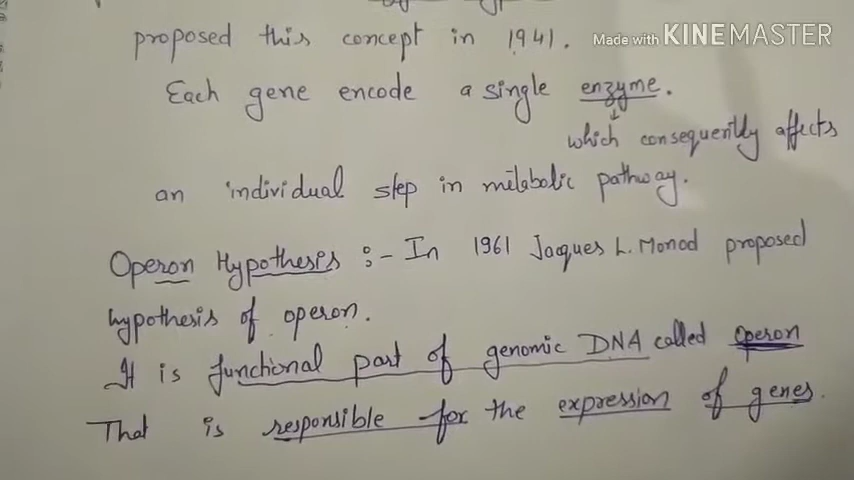 proposed this concept in 1941.
Made with KINEMASTER
Each gene encode a single enzyme.
which consequently affects
an individual step in metabolic pathway.
Operon Hypothesis :- In 1961 Jaques L. Monod proposed
hypothesis of operon.
It is functional part of genomic DNA called operon
That is responsible for the expression of genes.